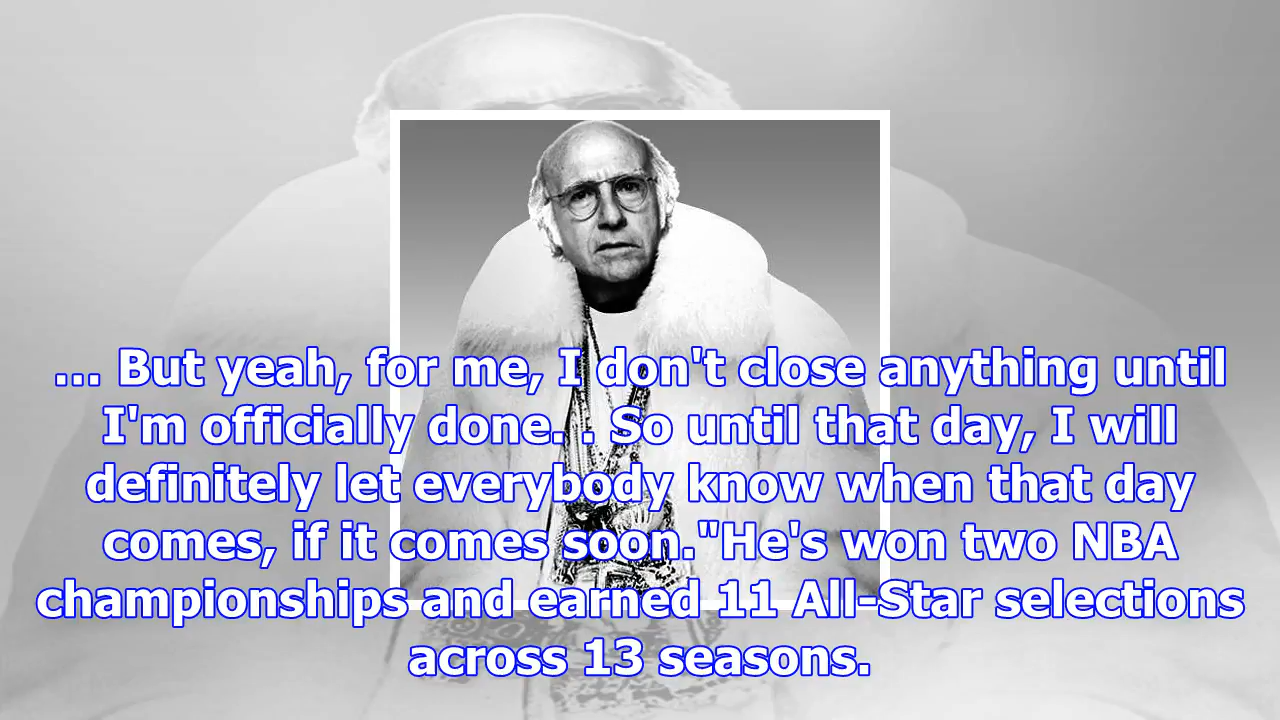 ... But yeah, for me, I don't close anything until
I'm officially done. . So until that day, I will
definitely let everybody know when that day
comes, if it comes soon."He's won two NBA
championships and earned 11 All-Star selections
across 13 seasons.